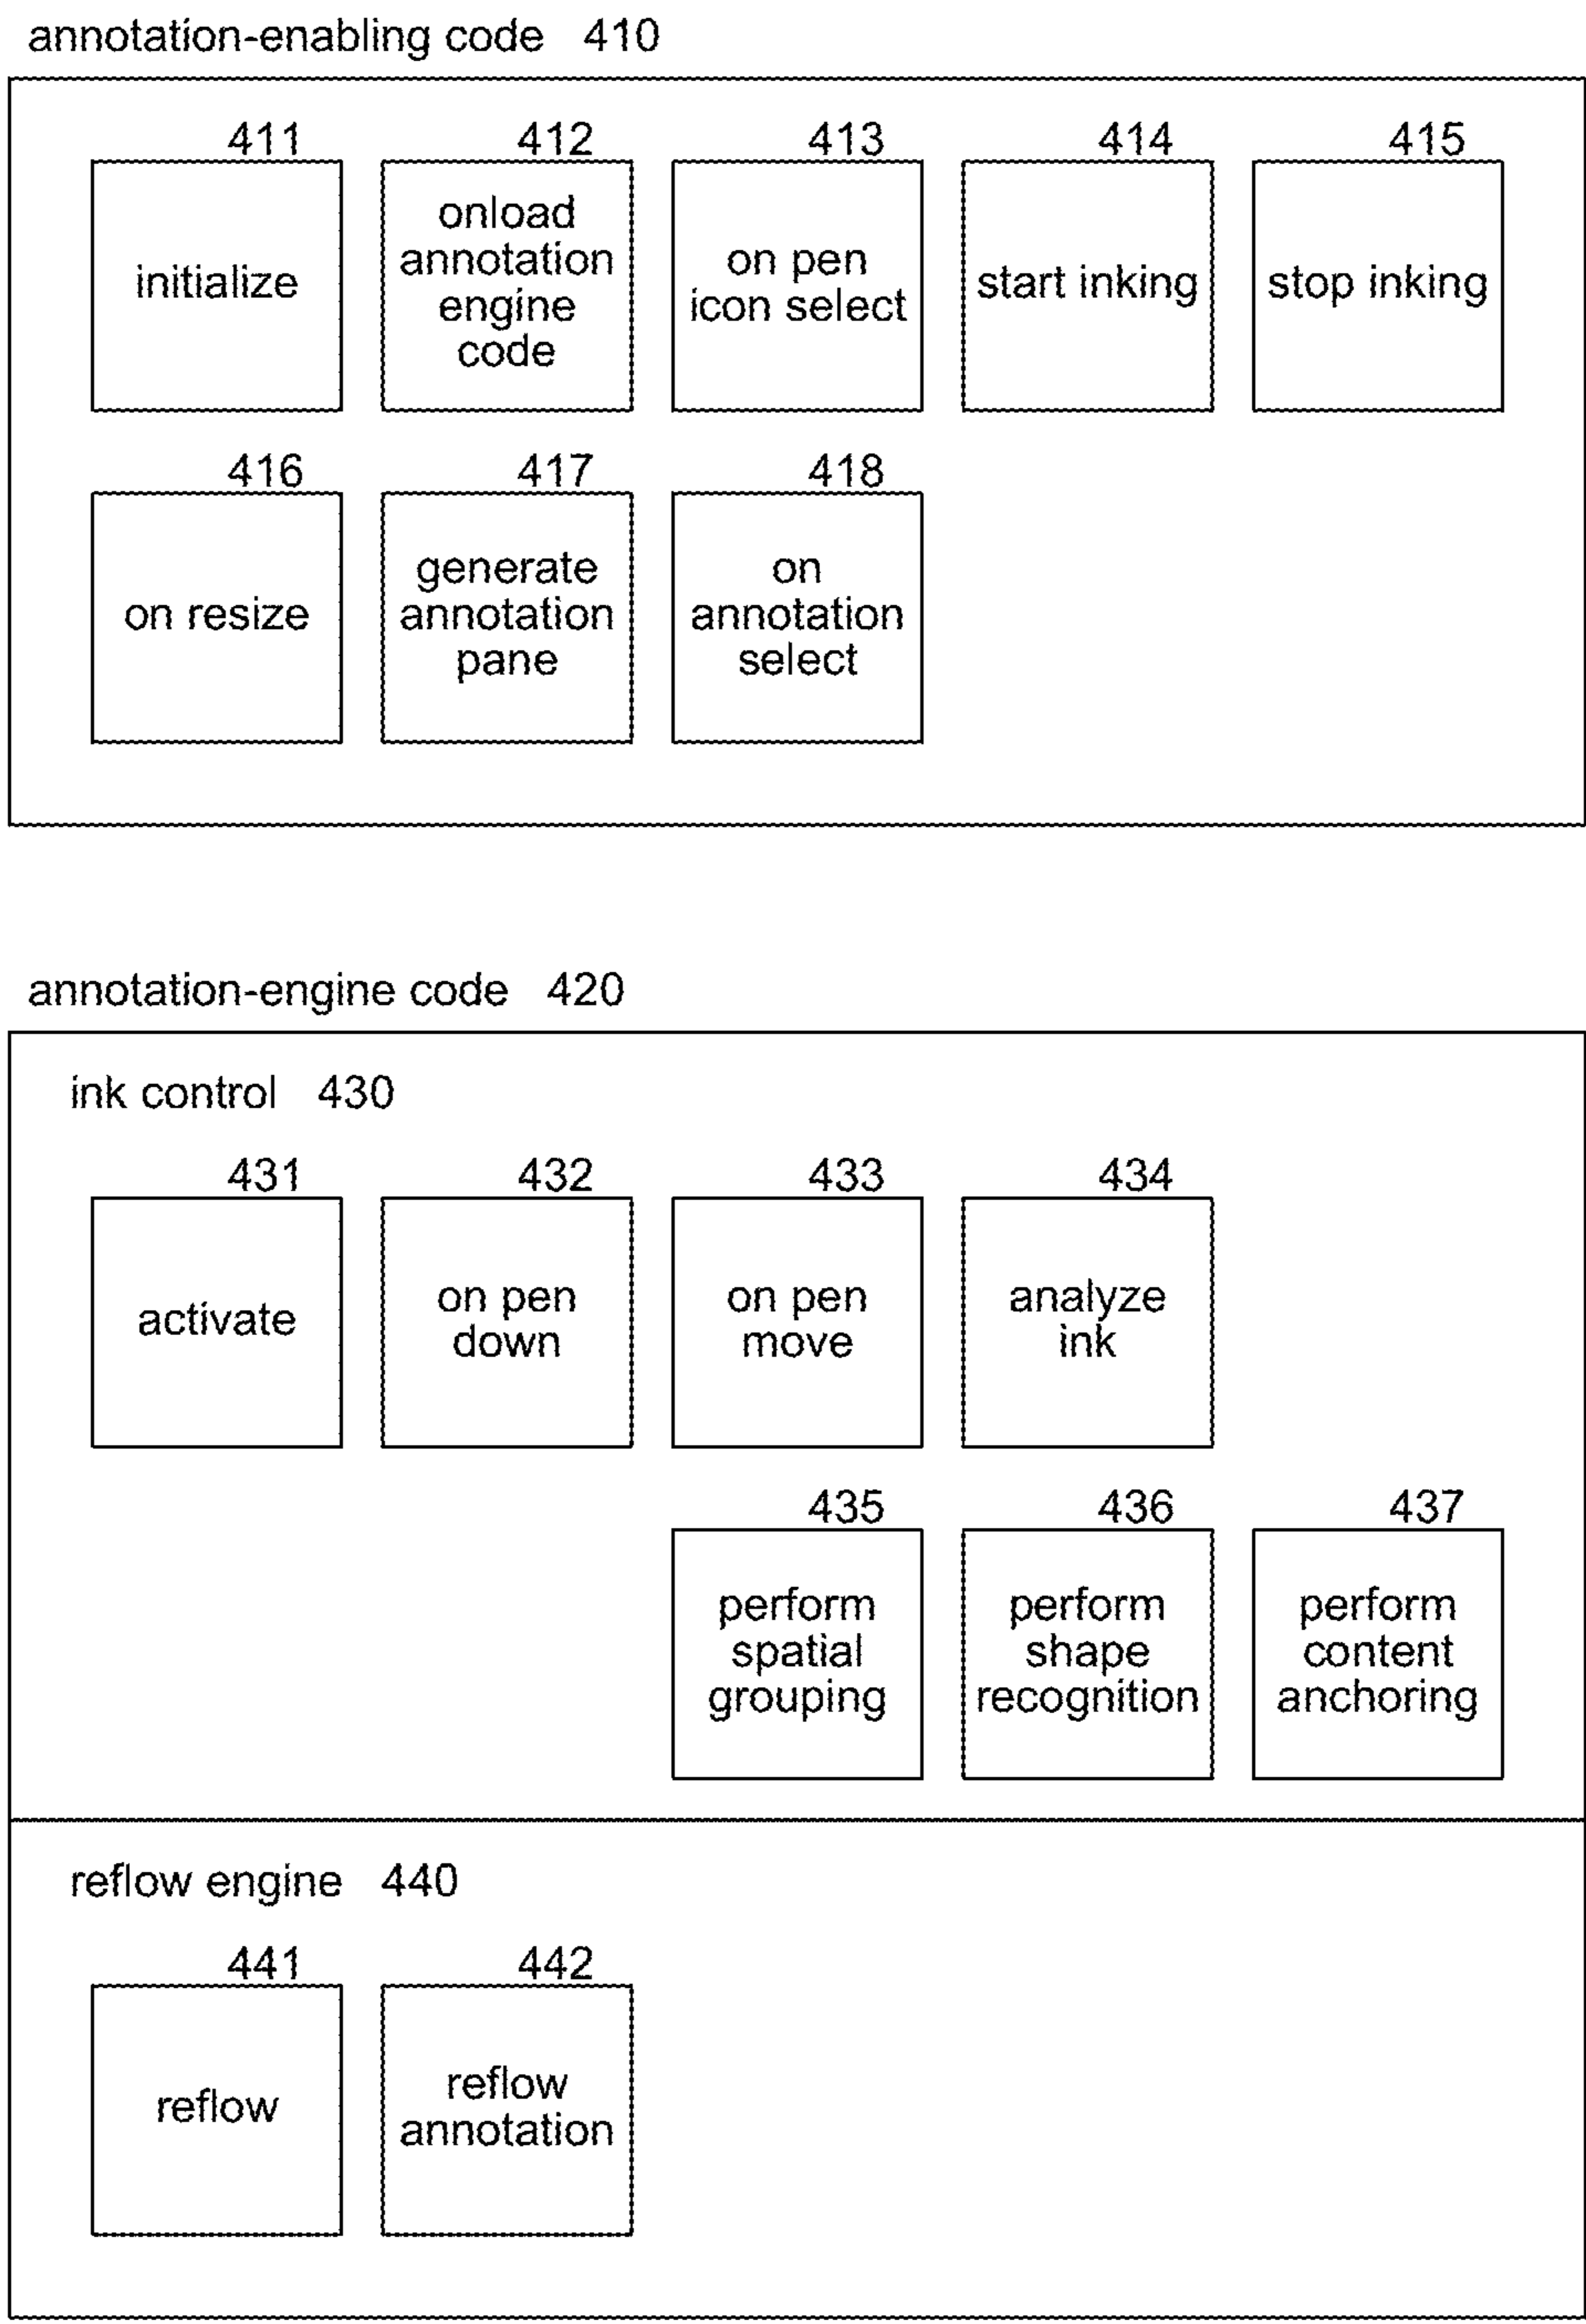 annotation-enabling code 410
411 412 413 414 415
initialize
onload
annotation
engine
code
on pen
icon select
start inking
stop inking
416 417 418
on resize
generate
annotation
pane
on
annotation
select
annotation-engine code 420
ink control 430
431 432 433 434
activate
on pen
down
on pen
move
analyze
ink
435 436 437
perform
spatial
grouping
perform
shape
recognition
perform
content
anchoring
reflow engine 440
441 442
reflow
reflow
annotation